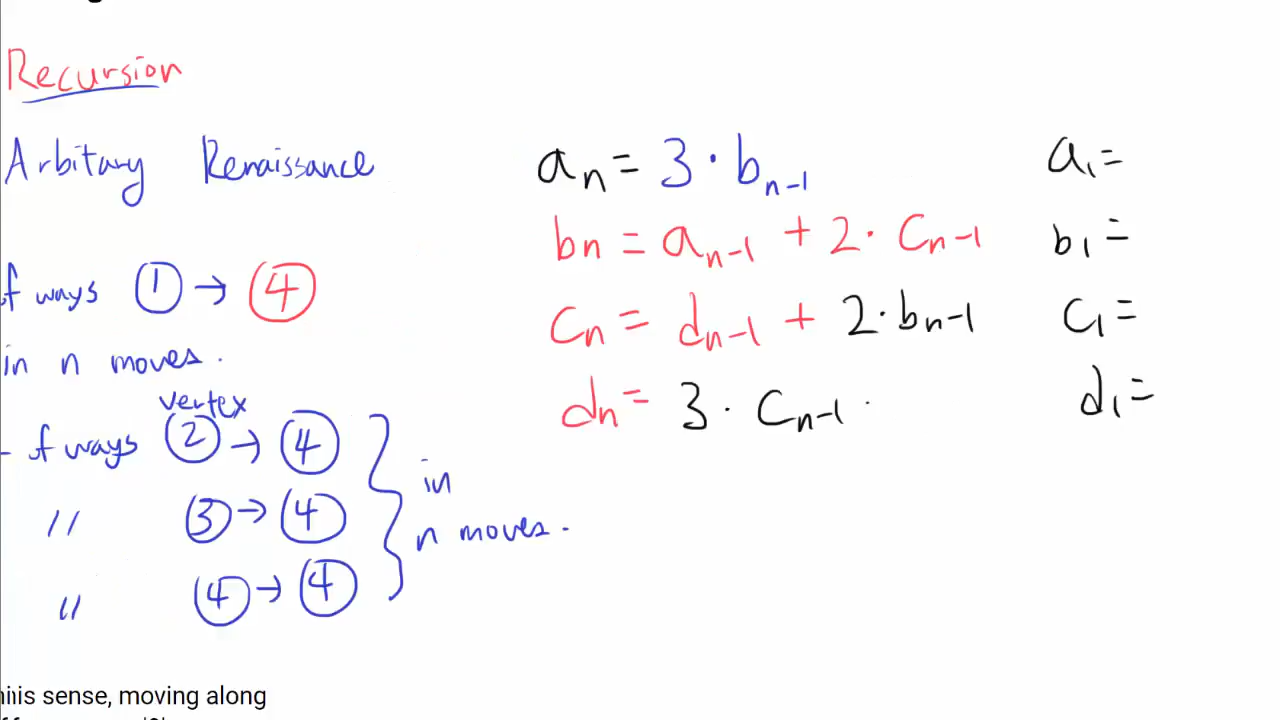 Recursion
Arbitary Renaissance
f ways ① → ④
in n moves.
vertex
f ways ② → ④
〃 ③ → ④
〃 ④ → ④
in
n moves.
aₙ = 3 · bₙ₋₁
bₙ = aₙ₋₁ + 2 · cₙ₋₁
cₙ = dₙ₋₁ + 2 · bₙ₋₁
dₙ = 3 · cₙ₋₁ ·
a₁ =
b₁ =
c₁ =
d₁ =
sense, moving along